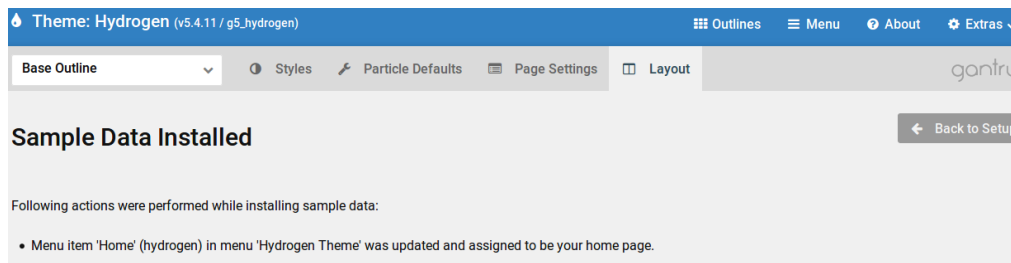 Theme: Hydrogen (v5.4.11 / g5_hydrogen) Outlines Menu About Extras
Base Outline Styles Particle Defaults Page Settings Layout gantru
Sample Data Installed
Back to Setup
Following actions were performed while installing sample data:
• Menu item 'Home' (hydrogen) in menu 'Hydrogen Theme' was updated and assigned to be your home page.